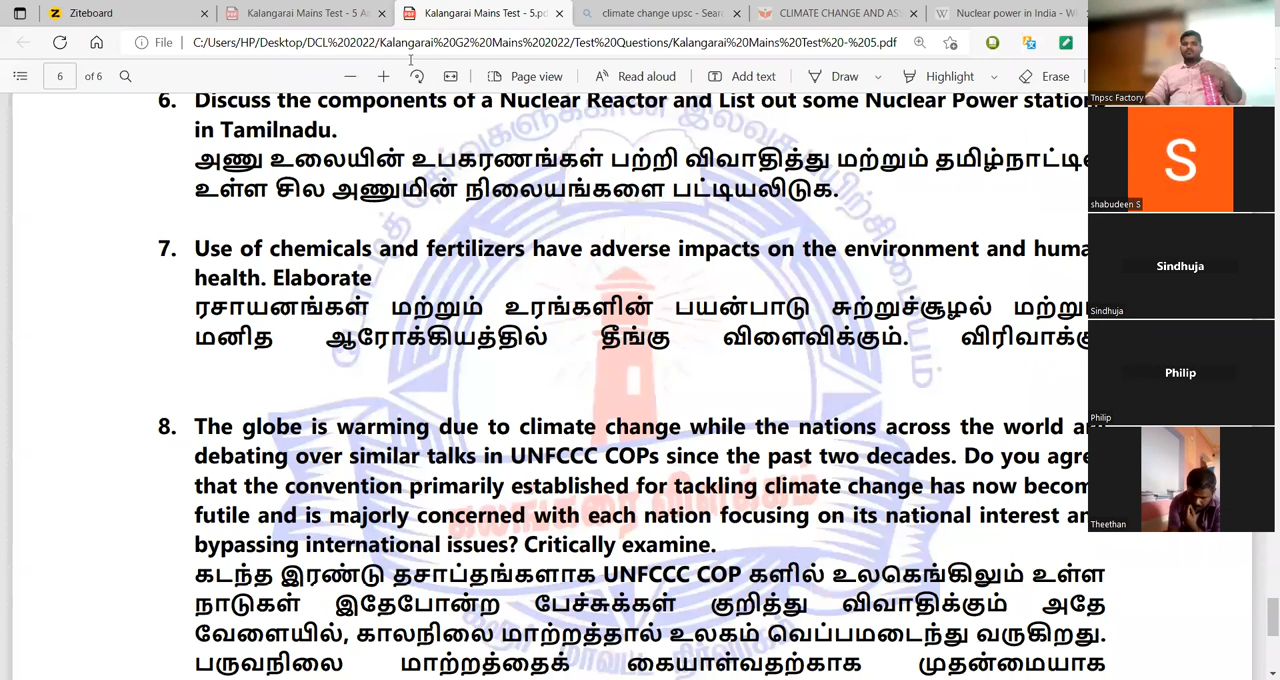 Ziteboard
Kalangarai Mains Test - 5 A
Kalangarai Mains Test - 5.pd
climate change upsc - Sear
CLIMATE CHANGE AND AS
Nuclear power in India - W
File
C:/Users/HP/Desktop/DCL%202022/Kalangarai%20G2%20Mains%202022/Test%20Questions/Kalangarai%20Mains%20Test%20-%205.pdf
6 of 6
Page view
Read aloud
Add text
Draw
Highlight
Erase
6. Discuss the components of a Nuclear Reactor and List out some Nuclear Power station
in Tamilnadu.
அணு உலையின் உபகரணங்கள் பற்றி விவாதித்து மற்றும் தமிழ்நாட்டி
உள்ள சில அணுமின் நிலையங்களை பட்டியலிடுக.
7. Use of chemicals and fertilizers have adverse impacts on the environment and huma
health. Elaborate
ரசாயனங்கள் மற்றும் உரங்களின் பயன்பாடு சுற்றுச்சூழல் மற்று
மனித ஆரோக்கியத்தில் தீங்கு விளைவிக்கும். விரிவாக்கு
8. The globe is warming due to climate change while the nations across the world a
debating over similar talks in UNFCCC COPs since the past two decades. Do you agre
that the convention primarily established for tackling climate change has now becom
futile and is majorly concerned with each nation focusing on its national interest an
bypassing international issues? Critically examine.
கடந்த இரண்டு தசாப்தங்களாக UNFCCC COP களில் உலகெங்கிலும் உள்ள
நாடுகள் இதேபோன்ற பேச்சுக்கள் குறித்து விவாதிக்கும் அதே
வேளையில், காலநிலை மாற்றத்தால் உலகம் வெப்பமடைந்து வருகிறது.
பருவநிலை மாற்றத்தைக் கையாள்வதற்காக முதன்மையாக
கலங்கரை விளக்கம்
Tnpsc Factory
S
shabudeen S
Sindhuja
Sindhuja
Philip
Philip
Theethan